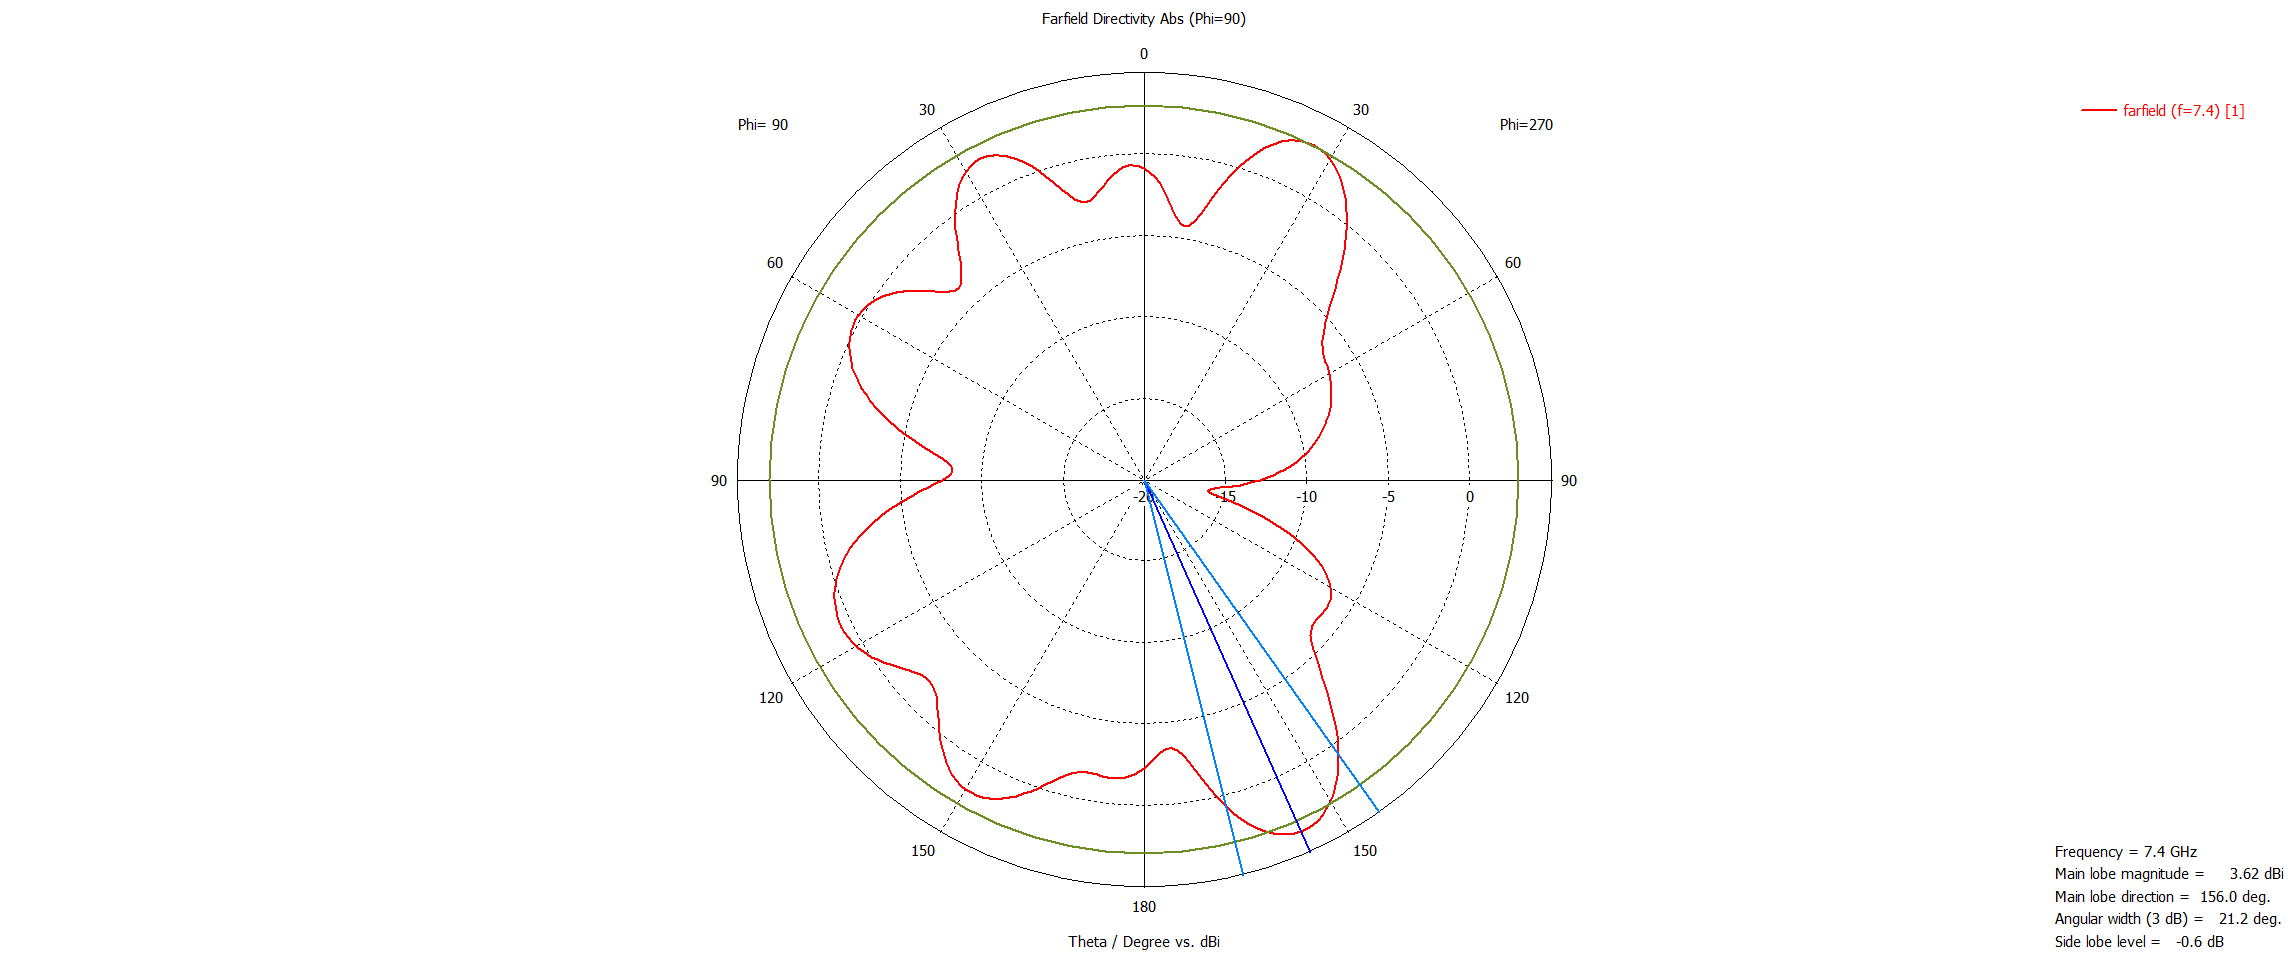 Farfield Directivity Abs (Phi=90)
0
30
30
Phi= 90
Phi=270
farfield (f=7.4) [1]
60
60
90
90
-20
-15
-10
-5
0
120
120
150
150
180
Theta / Degree vs. dBi
Frequency = 7.4 GHz
Main lobe magnitude = 3.62 dBi
Main lobe direction = 156.0 deg.
Angular width (3 dB) = 21.2 deg.
Side lobe level = -0.6 dB